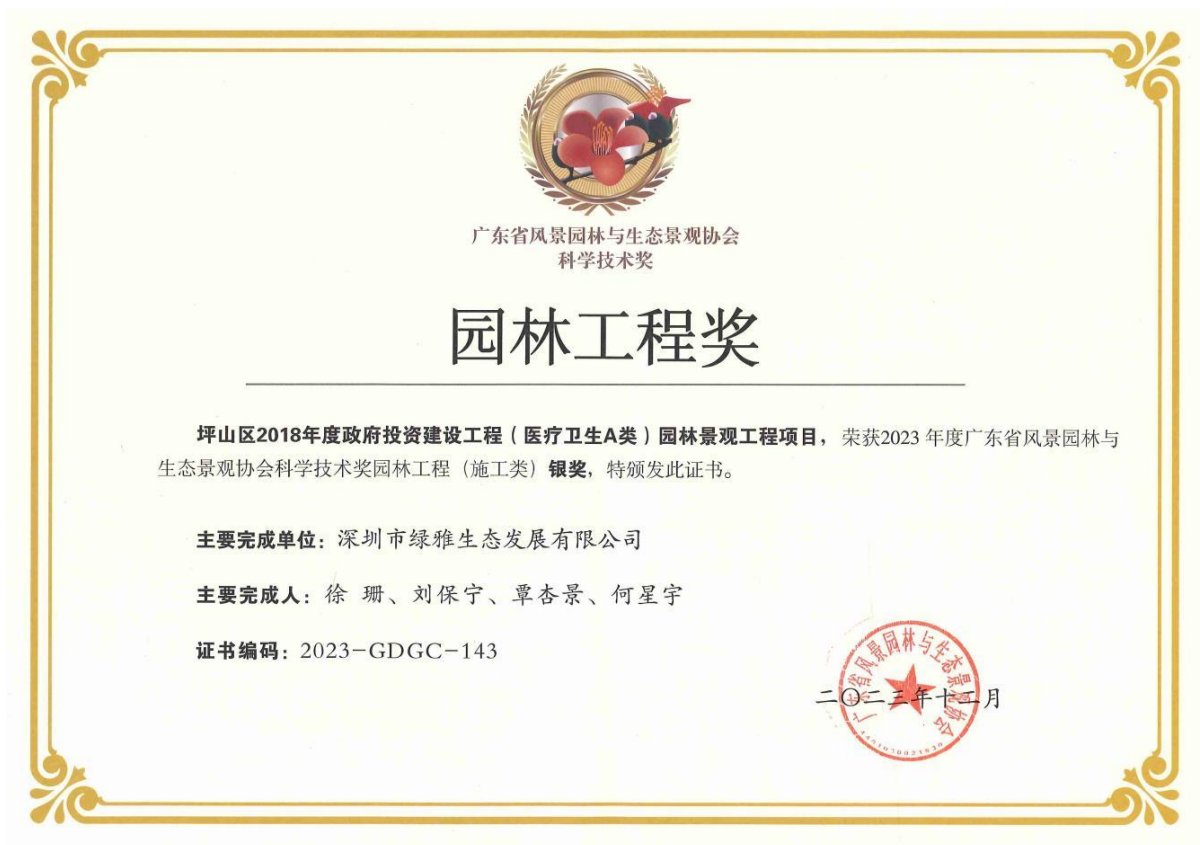 广东省风景园林与生态景观协会
科学技术奖
园林工程奖
坪山区2018年度政府投资建设工程（医疗卫生A类）园林景观工程项目，荣获2023 年度广东省风景园林与
生态景观协会科学技术奖园林工程（施工类）银奖，特颁发此证书。
主要完成单位：深圳市绿雅生态发展有限公司
主要完成人：徐 珊、刘保宁、覃杏景、何星宇
证书编码：2023-GDGC-143
广东省风景园林与生态景观协会
二〇二三年十二月